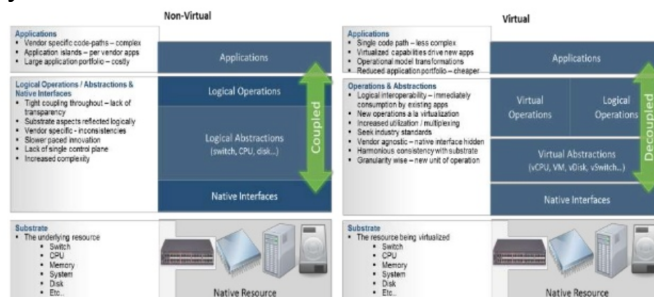 Non-Virtual
Applications
• Vendor specific code-paths – complex
• Application islands – per vendor apps
• Large application portfolio – costly
Applications
Logical Operations / Abstractions &
Native Interfaces
• Tight coupling throughout – lack of
transparency
• Substrate aspects reflected logically
• Vendor specific - inconsistencies
• Slower paced innovation
• Lack of single control plane
• Increased complexity
Logical Operations
Logical Abstractions
(switch, CPU, disk...)
Native Interfaces
Coupled
Substrate
• The underlying resource
• Switch
• CPU
• Memory
• System
• Disk
• Etc..
Native Resource
Virtual
Applications
• Single code path – less complex
• Virtualized capabilities drive new apps
• Operational model transformations
• Reduced application portfolio – cheaper
Applications
Operations & Abstractions
• Logical interoperability – immediately
consumption by existing apps
• New operations a la virtualization
• Increased utilization / multiplexing
• Seek industry standards
• Vendor agnostic – native interface hidden
• Harmonious consistency with substrate
• Granularity wise – new unit of operation
Virtual
Operations
Logical
Operations
Virtual Abstractions
(vCPU, VM, vDisk, vSwitch...)
Native Interfaces
Decoupled
Substrate
• The resource being virtualized
• Switch
• CPU
• Memory
• System
• Disk
• Etc..
Native Resource